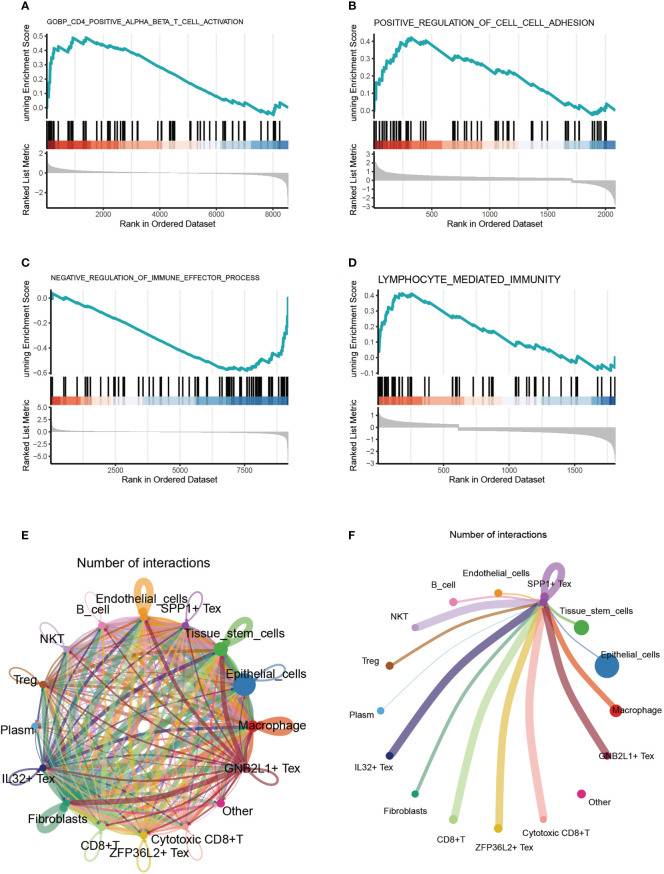 A
GOBP_CD4_POSITIVE_ALPHA_BETA_T_CELL_ACTIVATION
unning Enrichment Score
0.5
0.4
0.3
0.2
0.1
0.0
Ranked List Metric
2
0
−2
2000
4000
6000
8000
Rank in Ordered Dataset
B
POSITIVE_REGULATION_OF_CELL_CELL_ADHESION
unning Enrichment Score
0.4
0.3
0.2
0.1
0.0
Ranked List Metric
3
2
1
0
−1
−2
−3
500
1000
1500
2000
Rank in Ordered Dataset
C
NEGATIVE_REGULATION_OF_IMMUNE_EFFECTOR_PROCESS
unning Enrichment Score
0.0
−0.2
−0.4
−0.6
Ranked List Metric
5.0
2.5
0.0
−2.5
−5.0
2500
5000
7500
Rank in Ordered Dataset
D
LYMPHOCYTE_MEDIATED_IMMUNITY
unning Enrichment Score
0.4
0.3
0.2
0.1
0.0
−0.1
Ranked List Metric
1
0
−1
−2
−3
500
1000
1500
Rank in Ordered Dataset
E
Number of interactions
Endothelial_cells
SPP1+ Tex
B_cell
Tissue_stem_cells
NKT
Epithelial_cells
Treg
Macrophage
Plasm
GNB2L1+ Tex
IL32+ Tex
Other
Fibroblasts
Cytotoxic CD8+T
CD8+T
ZFP36L2+ Tex
F
Number of interactions
Endothelial_cells
SPP1+ Tex
B_cell
Tissue_stem_cells
NKT
Epithelial_cells
Treg
Macrophage
Plasm
GNB2L1+ Tex
IL32+ Tex
Other
Fibroblasts
Cytotoxic CD8+T
CD8+T
ZFP36L2+ Tex